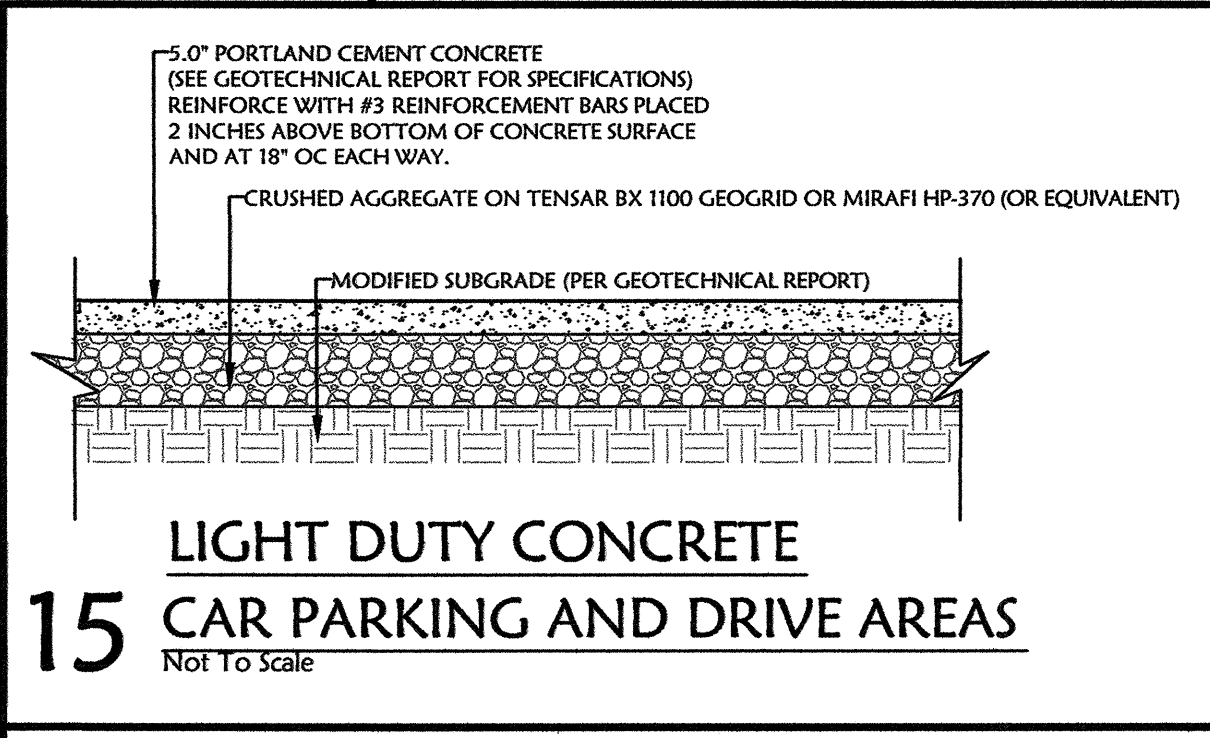 5.0" PORTLAND CEMENT CONCRETE
(SEE GEOTECHNICAL REPORT FOR SPECIFICATIONS)
REINFORCE WITH #3 REINFORCEMENT BARS PLACED
2 INCHES ABOVE BOTTOM OF CONCRETE SURFACE
AND AT 18" OC EACH WAY.
CRUSHED AGGREGATE ON TENSAR BX 1100 GEOGRID OR MIRAFI HP-370 (OR EQUIVALENT)
MODIFIED SUBGRADE (PER GEOTECHNICAL REPORT)
LIGHT DUTY CONCRETE
15 CAR PARKING AND DRIVE AREAS
Not To Scale